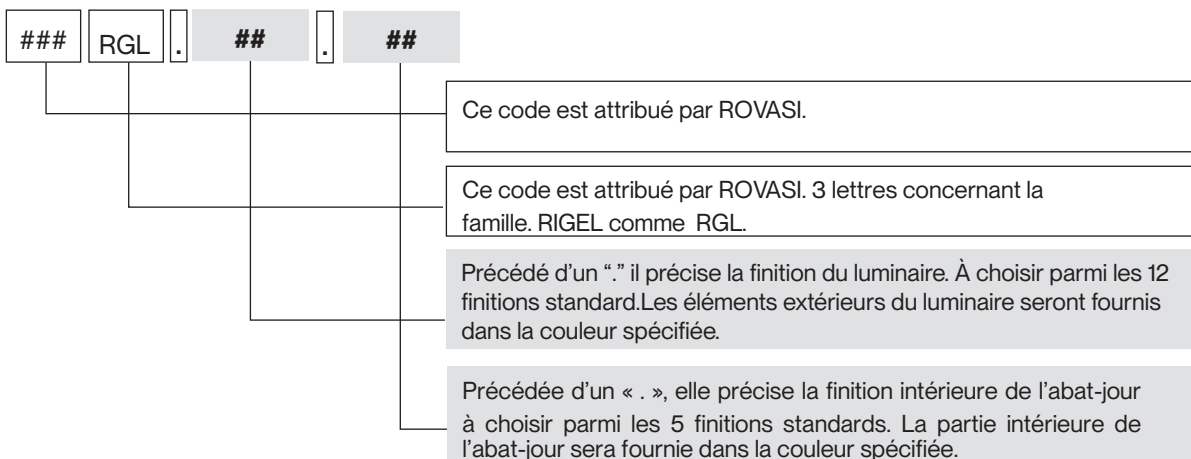 ### RGL . ## . ##
Ce code est attribué par ROVASI.
Ce code est attribué par ROVASI. 3 lettres concernant la
famille. RIGEL comme RGL.
Précédé d'un “.” il précise la finition du luminaire. À choisir parmi les 12
finitions standard.Les éléments extérieurs du luminaire seront fournis
dans la couleur spécifiée.
Précédée d'un « . », elle précise la finition intérieure de l'abat-jour
à choisir parmi les 5 finitions standards. La partie intérieure de
l'abat-jour sera fournie dans la couleur spécifiée.